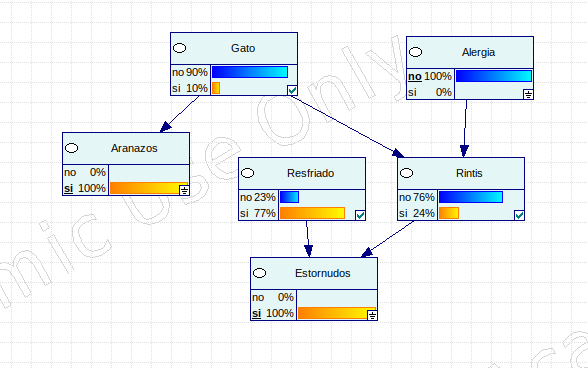 Gato
no 90%
si 10%
Alergia
no 100%
si 0%
Aranazos
no 0%
si 100%
Resfriado
no 23%
si 77%
Rintis
no 76%
si 24%
Estornudos
no 0%
si 100%
mic Use Only